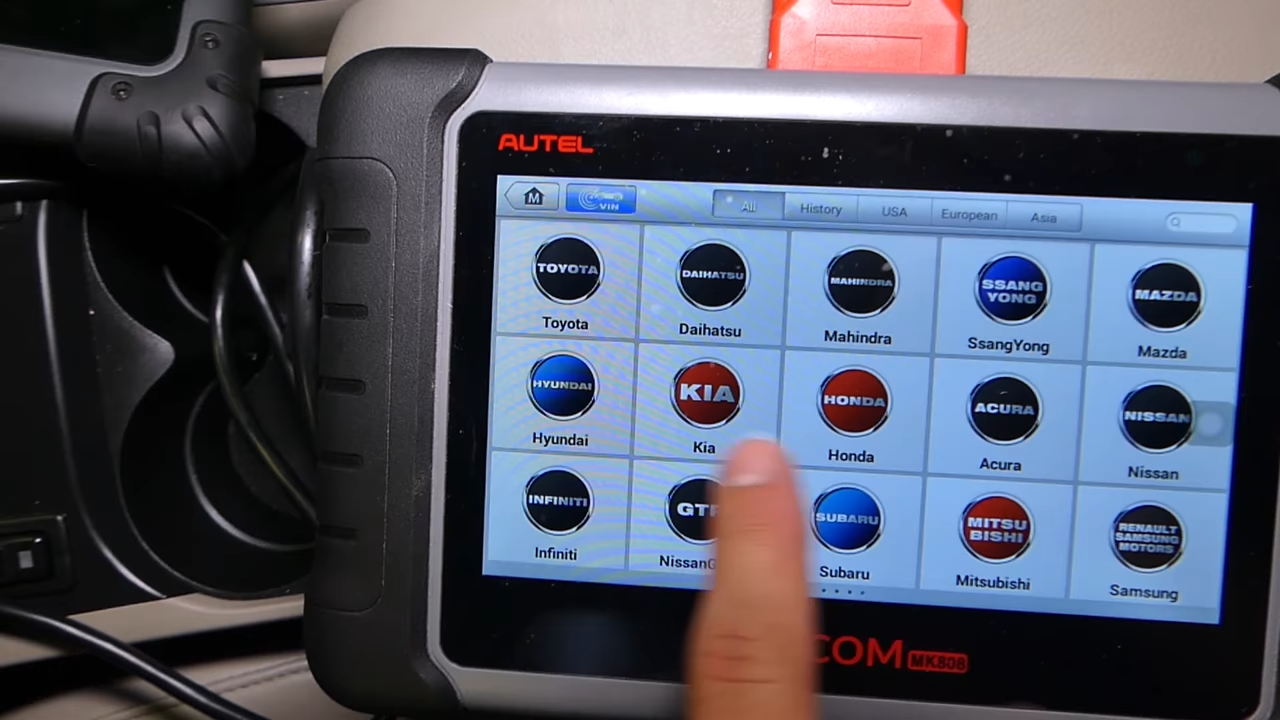 AUTEL
M VIN All History USA European Asia
TOYOTA DAIHATSU MAHINDRA SSANG YONG MAZDA
Toyota Daihatsu Mahindra SsangYong Mazda
HYUNDAI KIA HONDA ACURA NISSAN
Hyundai Kia Honda Acura Nissan
INFINITI GT SUBARU MITSU BISHI RENAULT SAMSUNG MOTORS
Infiniti Subaru Mitsubishi Samsung
COM MK808